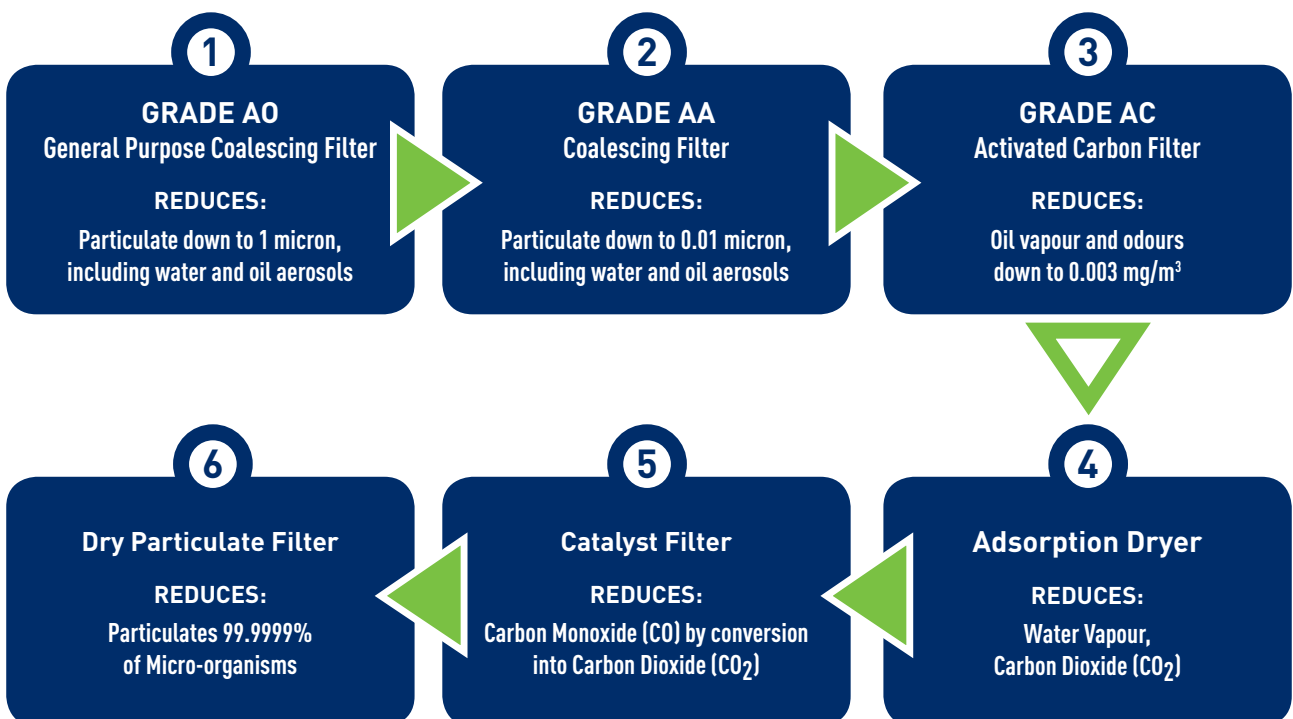 1
GRADE AO
General Purpose Coalescing Filter
REDUCES:
Particulate down to 1 micron,
including water and oil aerosols
2
GRADE AA
Coalescing Filter
REDUCES:
Particulate down to 0.01 micron,
including water and oil aerosols
3
GRADE AC
Activated Carbon Filter
REDUCES:
Oil vapour and odours
down to 0.003 mg/m³
4
Adsorption Dryer
REDUCES:
Water Vapour,
Carbon Dioxide (CO₂)
5
Catalyst Filter
REDUCES:
Carbon Monoxide (CO) by conversion
into Carbon Dioxide (CO₂)
6
Dry Particulate Filter
REDUCES:
Particulates 99.9999%
of Micro-organisms